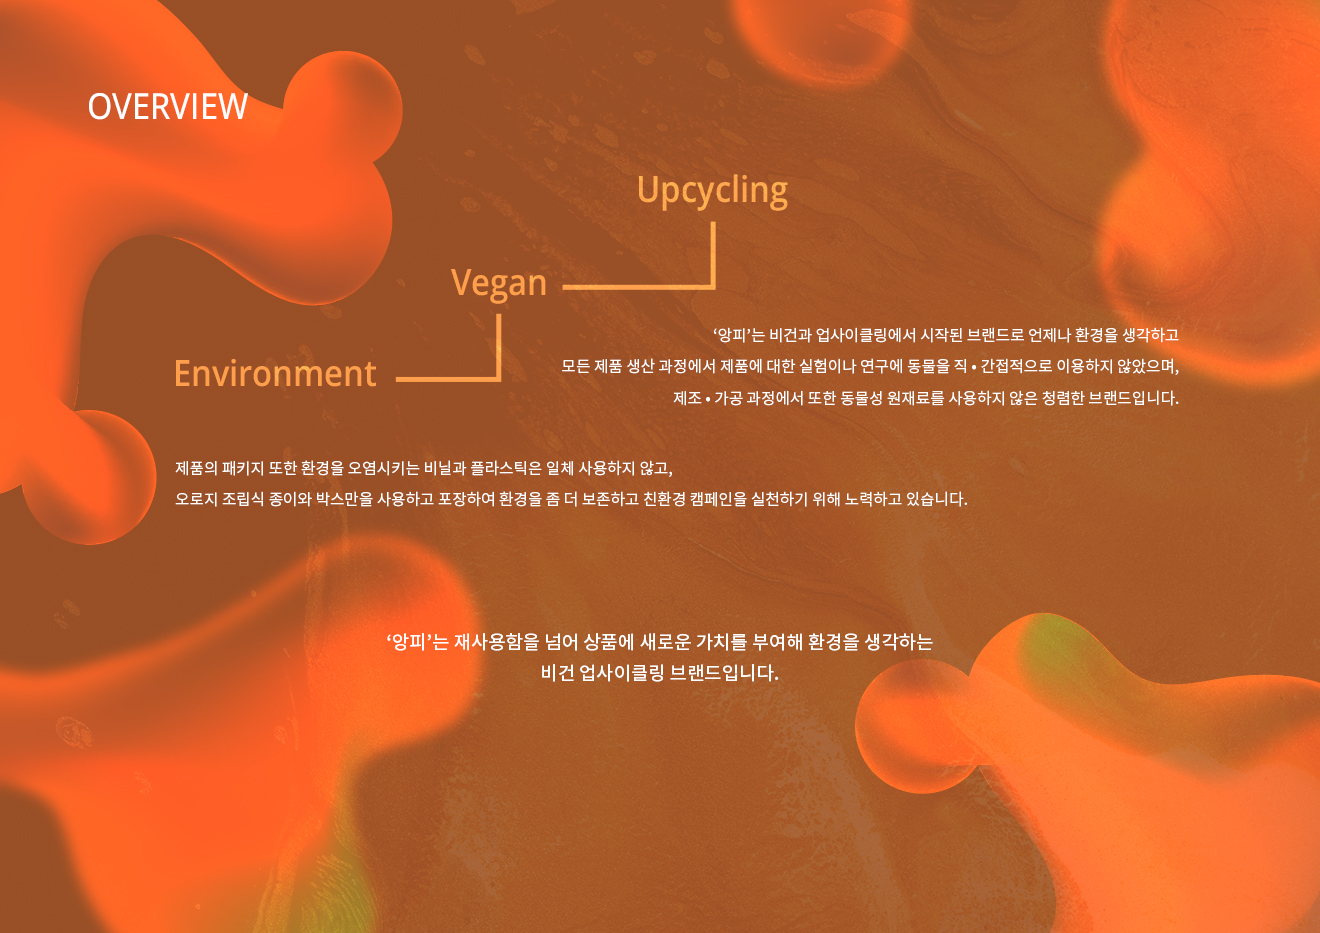 OVERVIEW
Upcycling
Vegan
Environment
‘앙피’는 비건과 업사이클링에서 시작된 브랜드로 언제나 환경을 생각하고
모든 제품 생산 과정에서 제품에 대한 실험이나 연구에 동물을 직 • 간접적으로 이용하지 않았으며,
제조 • 가공 과정에서 또한 동물성 원재료를 사용하지 않은 청렴한 브랜드입니다.
제품의 패키지 또한 환경을 오염시키는 비닐과 플라스틱은 일체 사용하지 않고,
오로지 조립식 종이와 박스만을 사용하고 포장하여 환경을 좀 더 보존하고 친환경 캠페인을 실천하기 위해 노력하고 있습니다.
‘앙피’는 재사용함을 넘어 상품에 새로운 가치를 부여해 환경을 생각하는
비건 업사이클링 브랜드입니다.